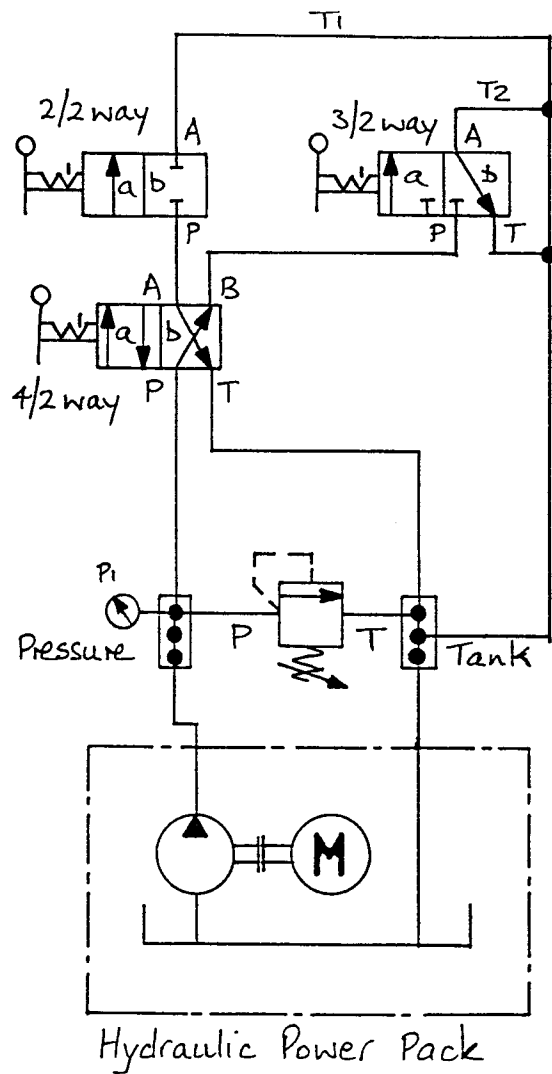 T1
T2
2/2 way
A
3/2 way
A
a
b
a
b
P
P
T
A
B
a
b
4/2 way
P
T
P1
Pressure
P
T
Tank
M
Hydraulic Power Pack